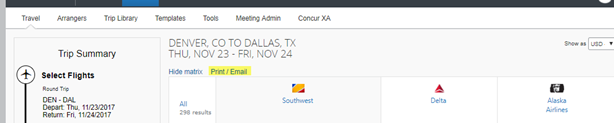 Travel Arrangers Trip Library Templates Tools Meeting Admin Concur XA
Trip Summary
Select Flights
Round Trip
DEN - DAL
Depart: Thu, 11/23/2017
Return: Fri, 11/24/2017
DENVER, CO TO DALLAS, TX
THU, NOV 23 - FRI, NOV 24
Show as USD
Hide matrix Print / Email
All
298 results
Southwest
Delta
Alaska
Airlines